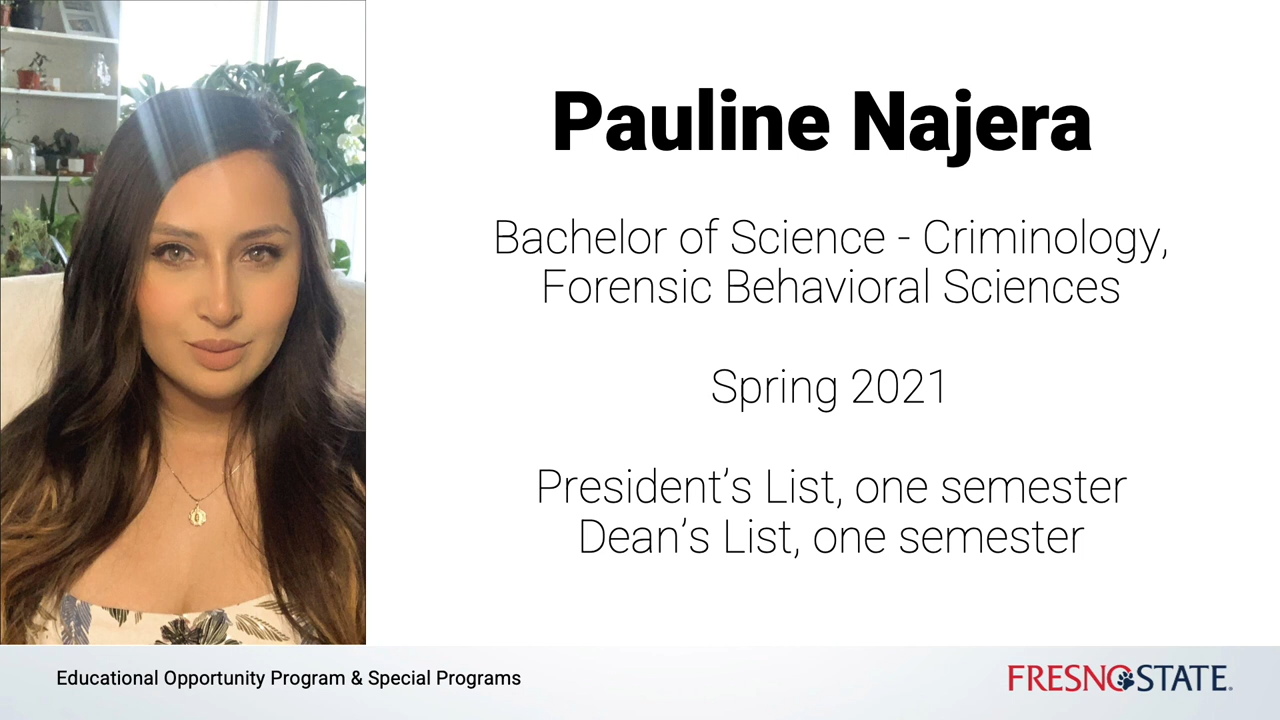 Pauline Najera
Bachelor of Science - Criminology,
Forensic Behavioral Sciences
Spring 2021
President’s List, one semester
Dean’s List, one semester
Educational Opportunity Program & Special Programs
FRESNO STATE.